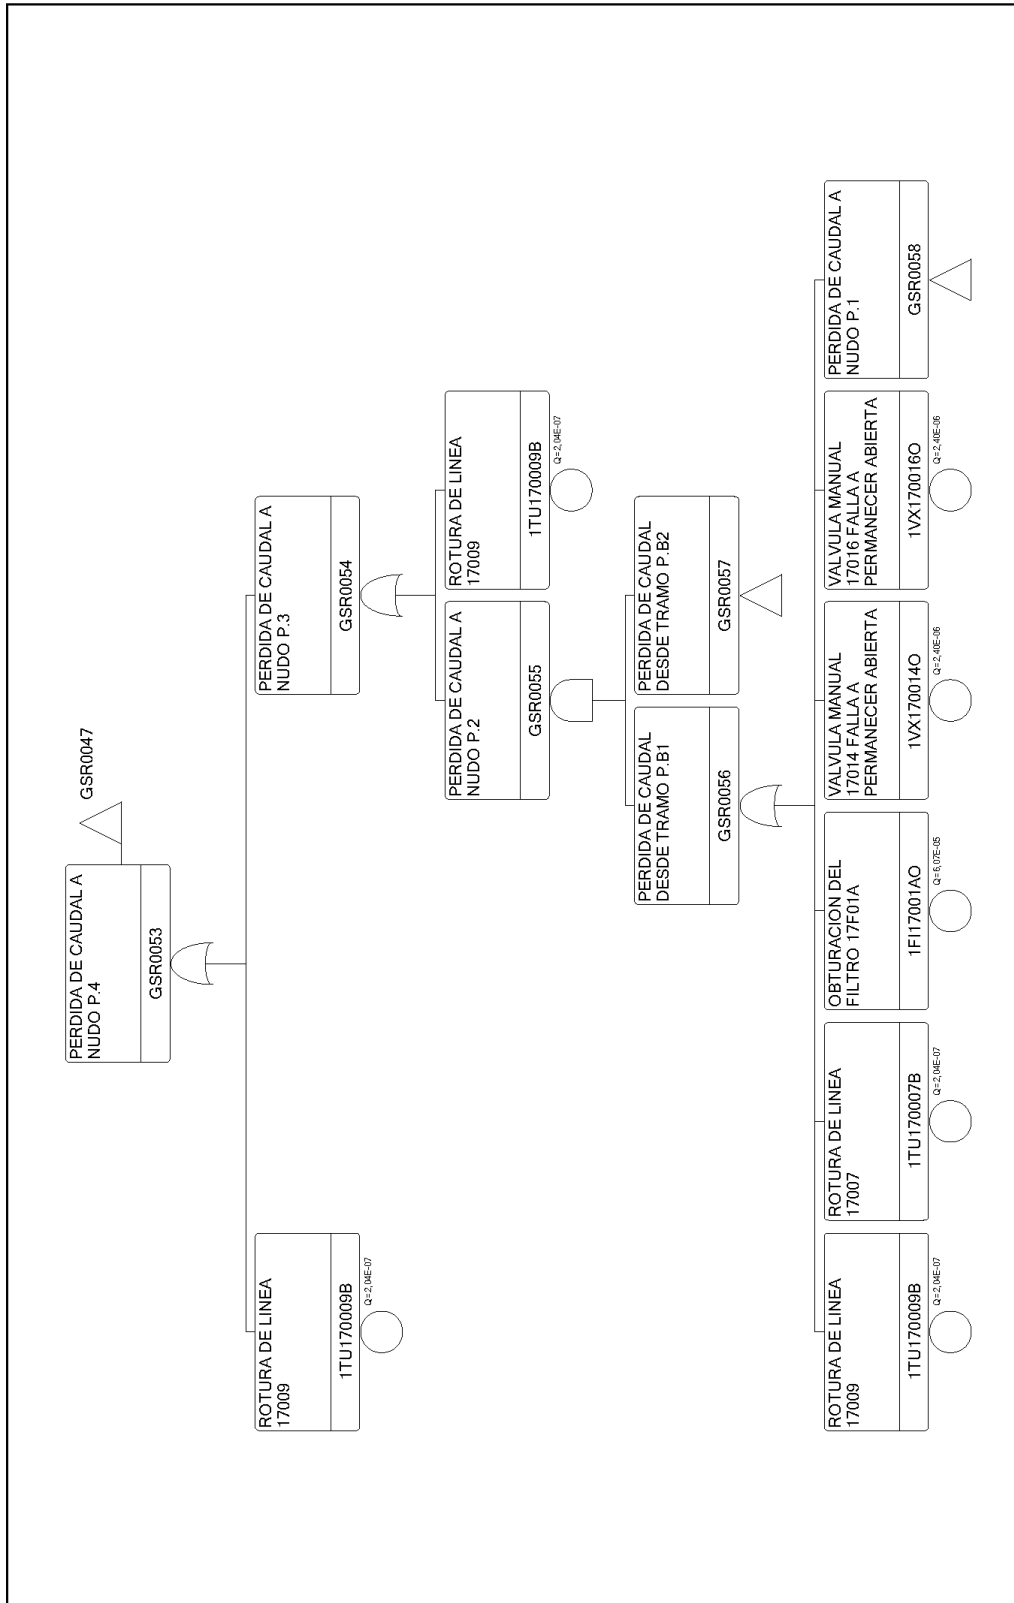 PERDIDA DE CAUDAL A
NUDO P.4
GSR0053
GSR0047
ROTURA DE LINEA
17009
1TU170009B
Q=2,04E-07
PERDIDA DE CAUDAL A
NUDO P.3
GSR0054
PERDIDA DE CAUDAL A
NUDO P.2
GSR0055
ROTURA DE LINEA
17009
1TU170009B
Q=2,04E-07
PERDIDA DE CAUDAL
DESDE TRAMO P.B1
GSR0056
PERDIDA DE CAUDAL
DESDE TRAMO P.B2
GSR0057
ROTURA DE LINEA
17009
1TU170009B
Q=2,04E-07
ROTURA DE LINEA
17007
1TU170007B
Q=2,04E-07
OBTURACION DEL
FILTRO 17F01A
1FI17001AO
Q=6,07E-05
VALVULA MANUAL
17014 FALLA A
PERMANECER ABIERTA
1VX170014O
Q=2,40E-06
VALVULA MANUAL
17016 FALLA A
PERMANECER ABIERTA
1VX170016O
Q=2,40E-06
PERDIDA DE CAUDAL A
NUDO P.1
GSR0058